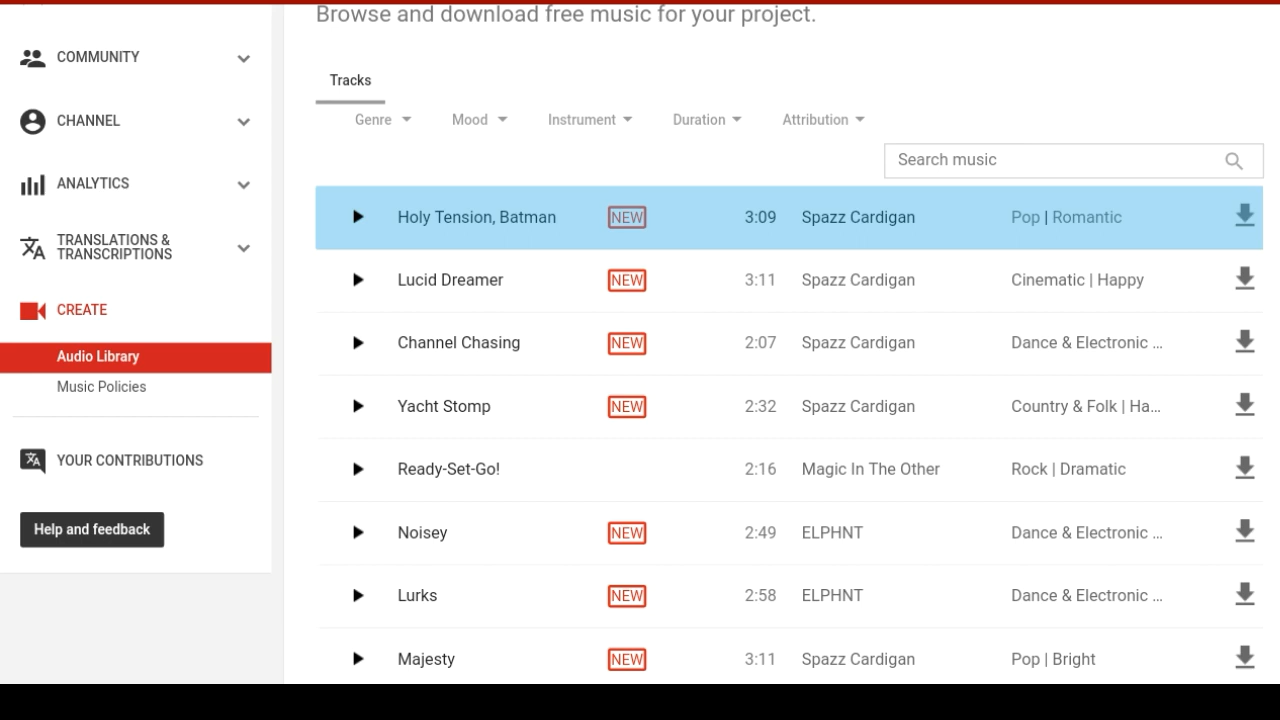 Browse and download free music for your project.
COMMUNITY
CHANNEL
ANALYTICS
TRANSLATIONS &
TRANSCRIPTIONS
CREATE
Audio Library
Music Policies
YOUR CONTRIBUTIONS
Help and feedback
Tracks
Genre Mood Instrument Duration Attribution
Search music
Holy Tension, Batman NEW 3:09 Spazz Cardigan Pop | Romantic
Lucid Dreamer NEW 3:11 Spazz Cardigan Cinematic | Happy
Channel Chasing NEW 2:07 Spazz Cardigan Dance & Electronic ...
Yacht Stomp NEW 2:32 Spazz Cardigan Country & Folk | Ha...
Ready-Set-Go! 2:16 Magic In The Other Rock | Dramatic
Noisey NEW 2:49 ELPHNT Dance & Electronic ...
Lurks NEW 2:58 ELPHNT Dance & Electronic ...
Majesty NEW 3:11 Spazz Cardigan Pop | Bright